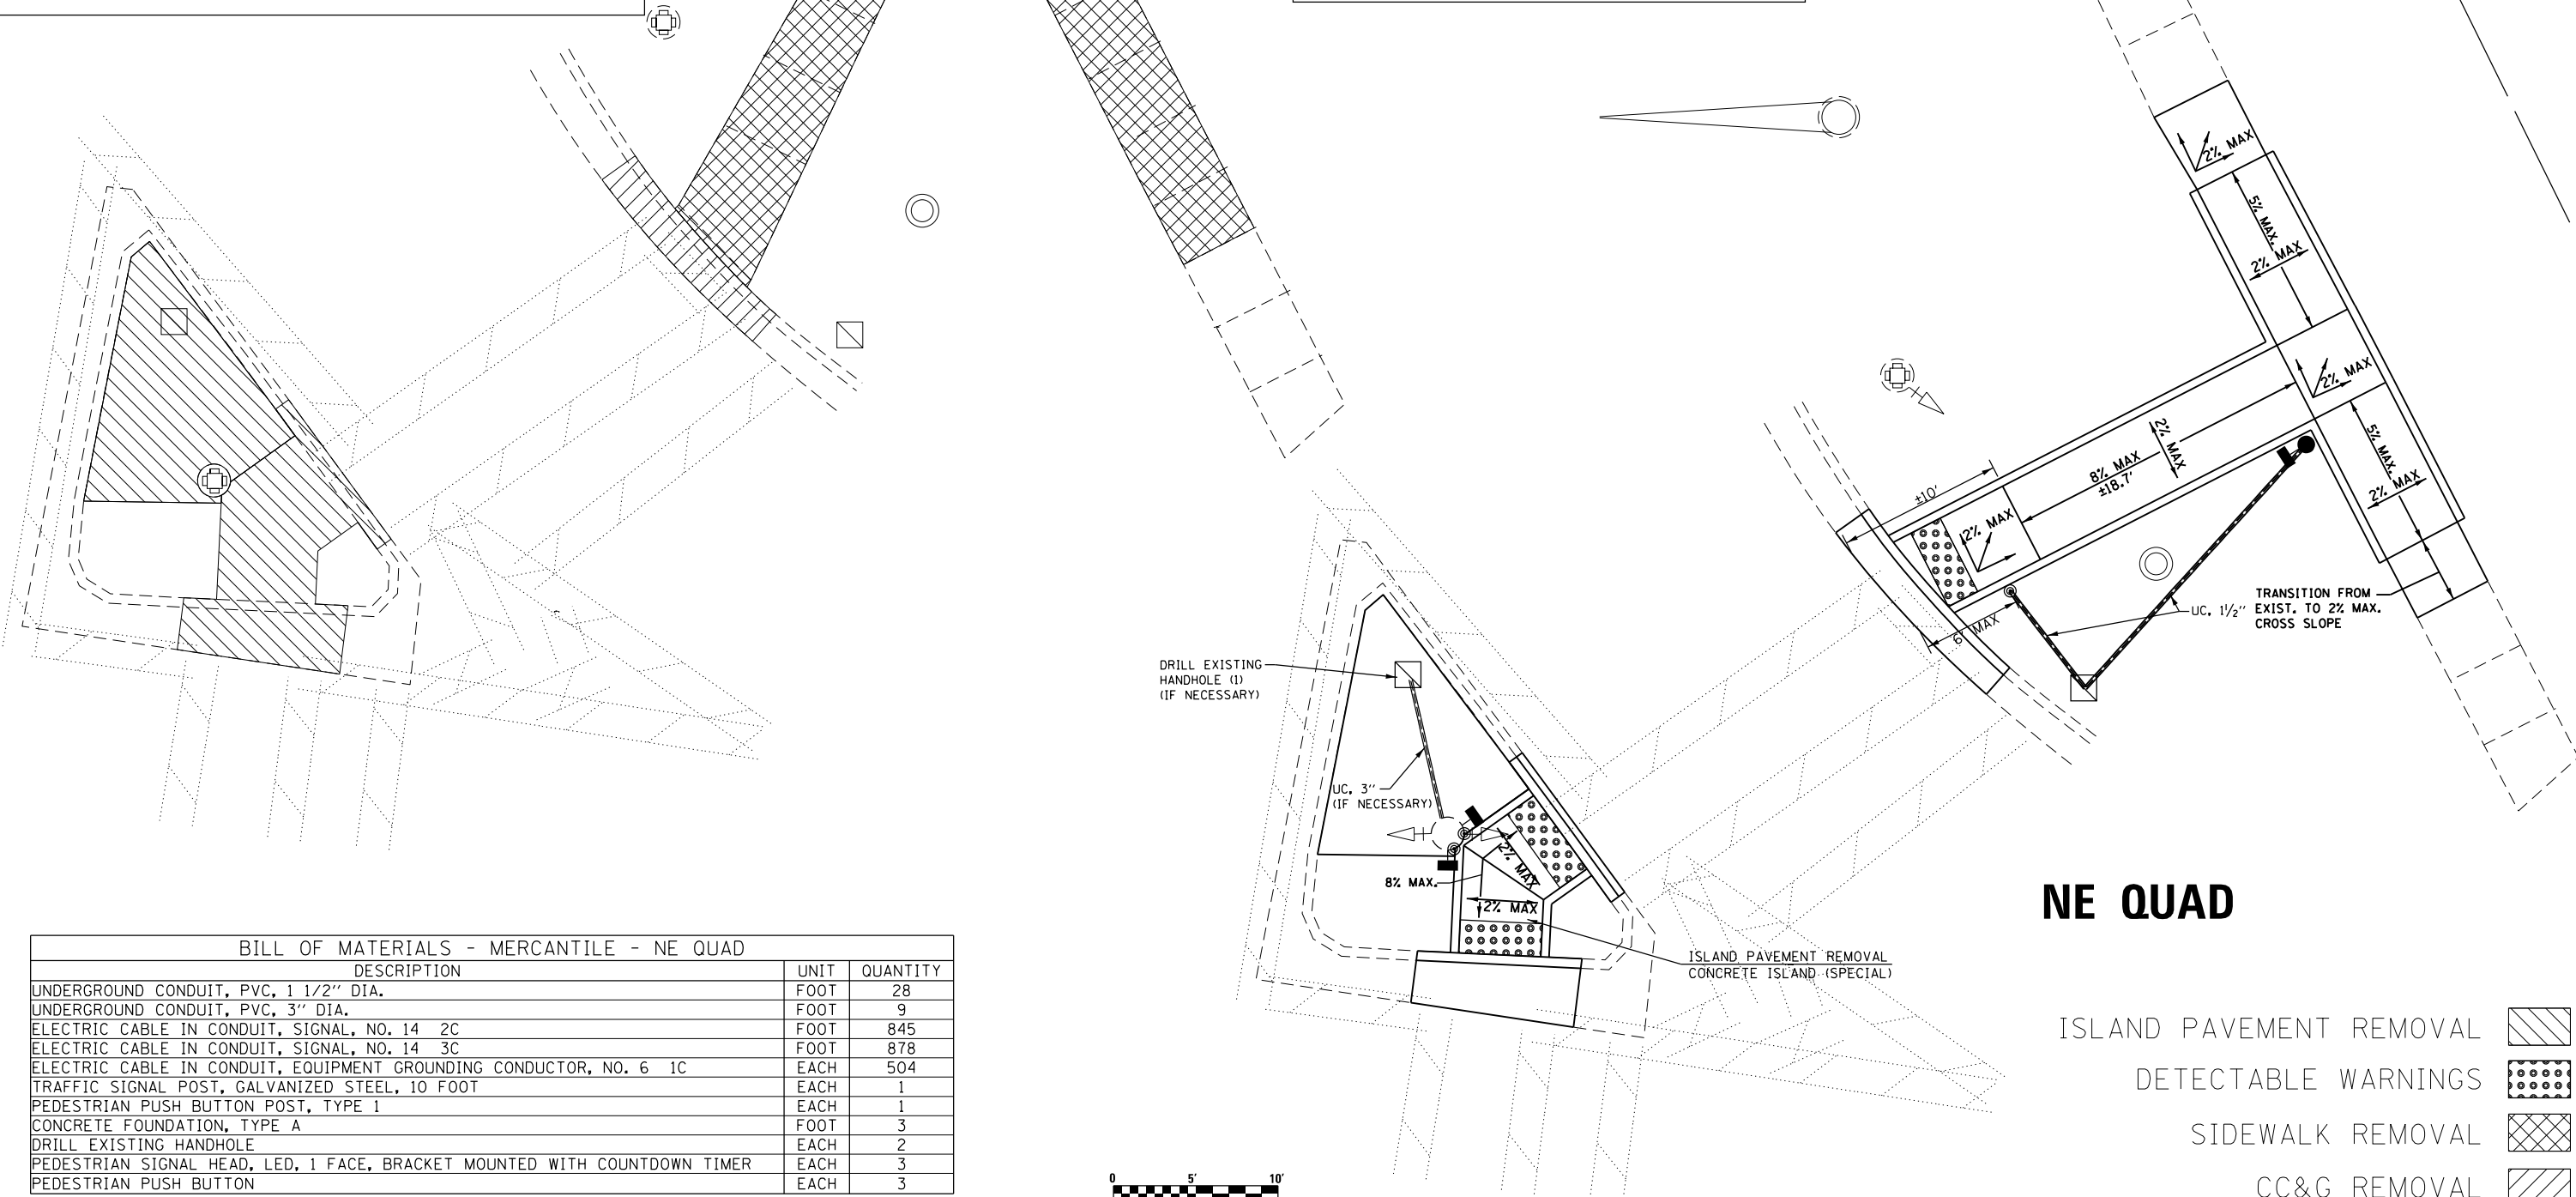 2% MAX
5% MAX.
2% MAX
2% MAX
5% MAX.
2% MAX
2% MAX
8% MAX
±18.7'
±10'
2% MAX
6' MAX
UC, 1½"
TRANSITION FROM
EXIST. TO 2% MAX.
CROSS SLOPE
DRILL EXISTING
HANDHOLE (1)
(IF NECESSARY)
UC, 3"
(IF NECESSARY)
2% MAX
8% MAX.
2% MAX
ISLAND PAVEMENT REMOVAL
CONCRETE ISLAND (SPECIAL)
NE QUAD
BILL OF MATERIALS - MERCANTILE - NE QUAD
DESCRIPTION UNIT QUANTITY
UNDERGROUND CONDUIT, PVC, 1 1/2" DIA. FOOT 28
UNDERGROUND CONDUIT, PVC, 3" DIA. FOOT 9
ELECTRIC CABLE IN CONDUIT, SIGNAL, NO. 14 2C FOOT 845
ELECTRIC CABLE IN CONDUIT, SIGNAL, NO. 14 3C FOOT 878
ELECTRIC CABLE IN CONDUIT, EQUIPMENT GROUNDING CONDUCTOR, NO. 6 1C EACH 504
TRAFFIC SIGNAL POST, GALVANIZED STEEL, 10 FOOT EACH 1
PEDESTRIAN PUSH BUTTON POST, TYPE 1 EACH 1
CONCRETE FOUNDATION, TYPE A FOOT 3
DRILL EXISTING HANDHOLE EACH 2
PEDESTRIAN SIGNAL HEAD, LED, 1 FACE, BRACKET MOUNTED WITH COUNTDOWN TIMER EACH 3
PEDESTRIAN PUSH BUTTON EACH 3
0 5' 10'
ISLAND PAVEMENT REMOVAL
DETECTABLE WARNINGS
SIDEWALK REMOVAL
CC&G REMOVAL